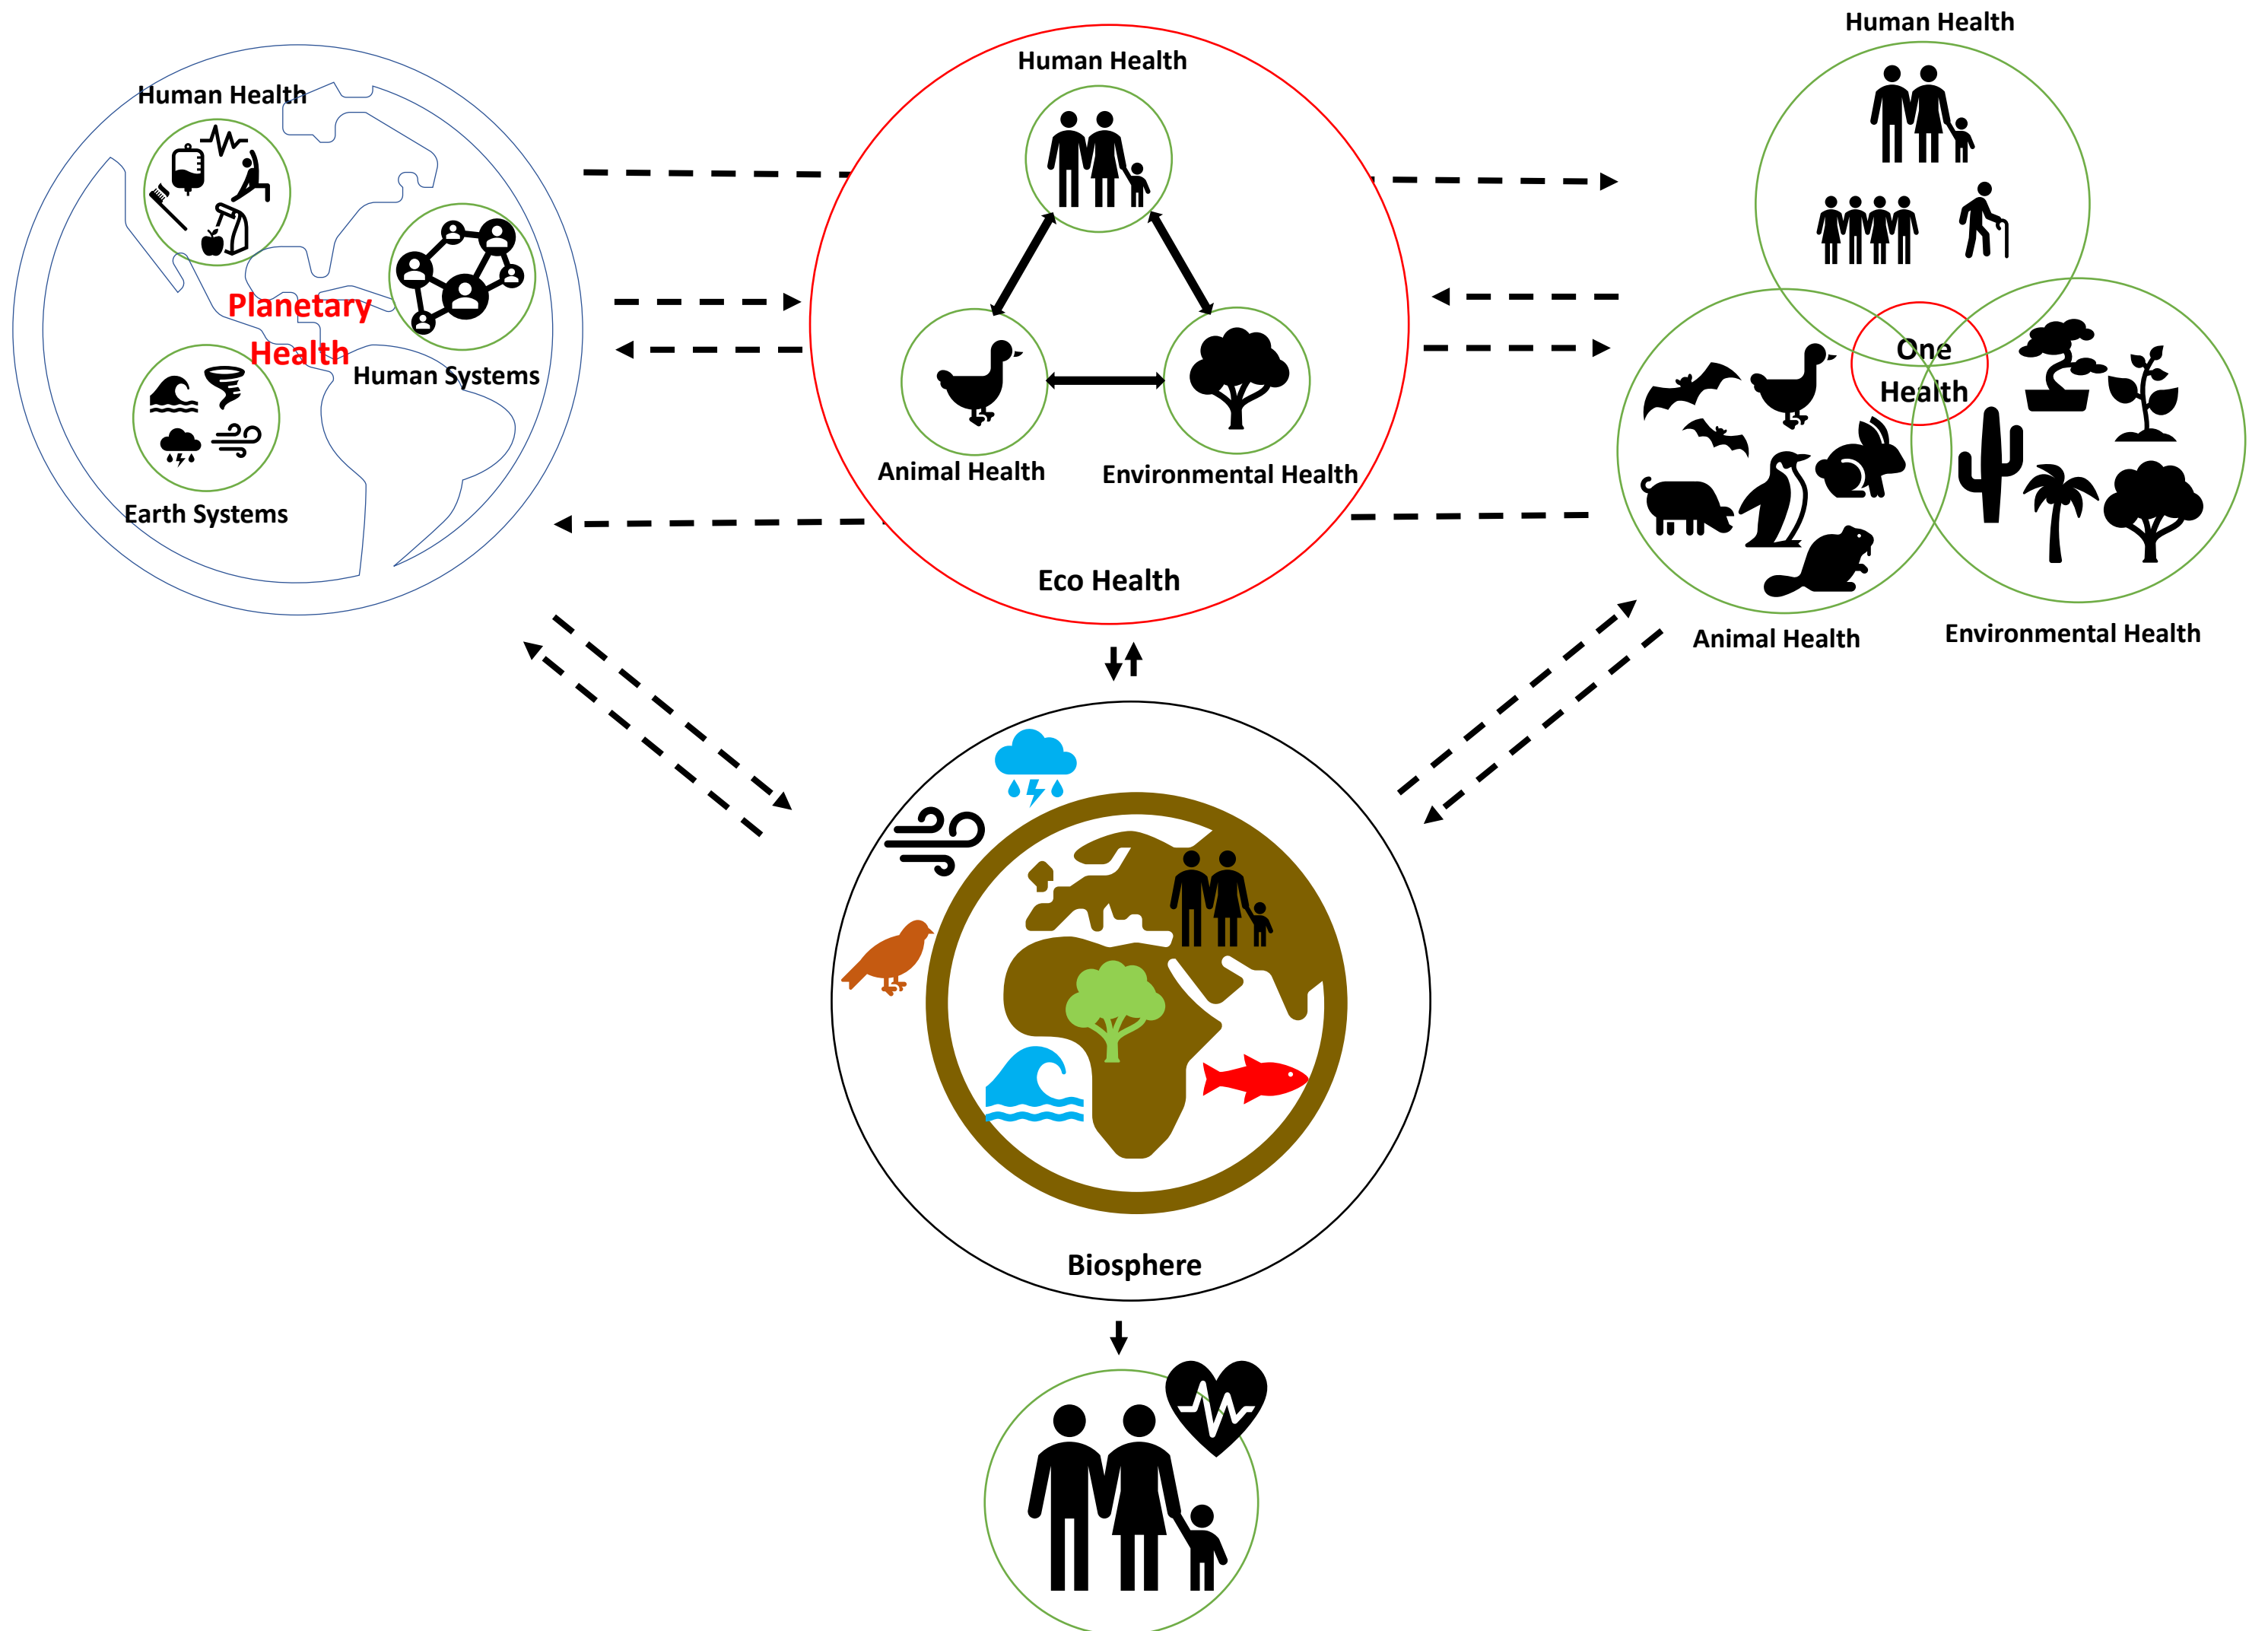 Human Health
Planetary
Health
Human Systems
Earth Systems
Human Health
Animal Health
Environmental Health
Eco Health
Human Health
One
Health
Animal Health
Environmental Health
Biosphere